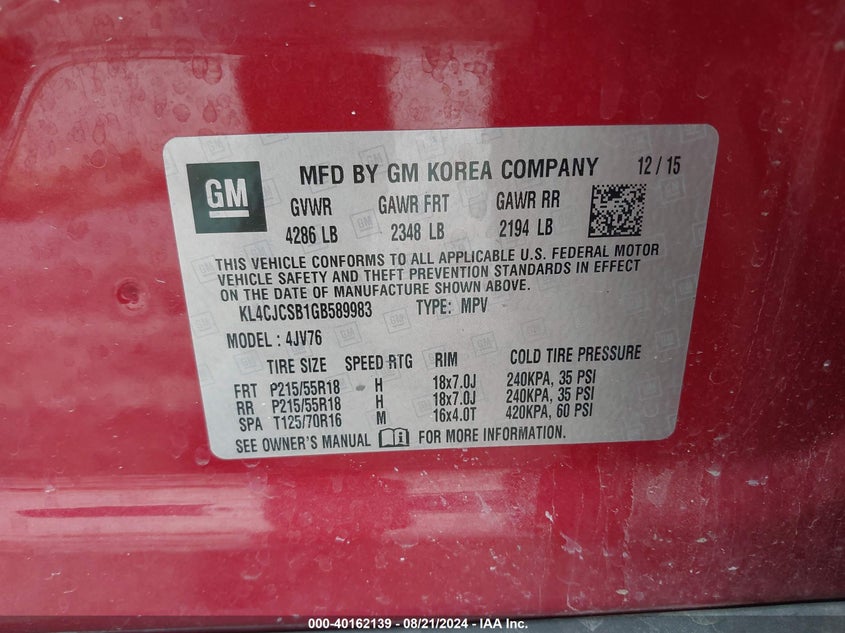 GM
MFD BY GM KOREA COMPANY 12 / 15
GVWR GAWR FRT GAWR RR
4286 LB 2348 LB 2194 LB
THIS VEHICLE CONFORMS TO ALL APPLICABLE U.S. FEDERAL MOTOR
VEHICLE SAFETY AND THEFT PREVENTION STANDARDS IN EFFECT
ON THE DATE OF MANUFACTURE SHOWN ABOVE.
KL4CJCSB1GB589983 TYPE: MPV
MODEL: 4JV76
TIRE SIZE SPEED RTG RIM COLD TIRE PRESSURE
FRT P215/55R18 H 18x7.0J 240KPA, 35 PSI
RR P215/55R18 H 18x7.0J 240KPA, 35 PSI
SPA T125/70R16 M 16x4.0T 420KPA, 60 PSI
SEE OWNER'S MANUAL FOR MORE INFORMATION.
000-40162139 - 08/21/2024 - IAA Inc.